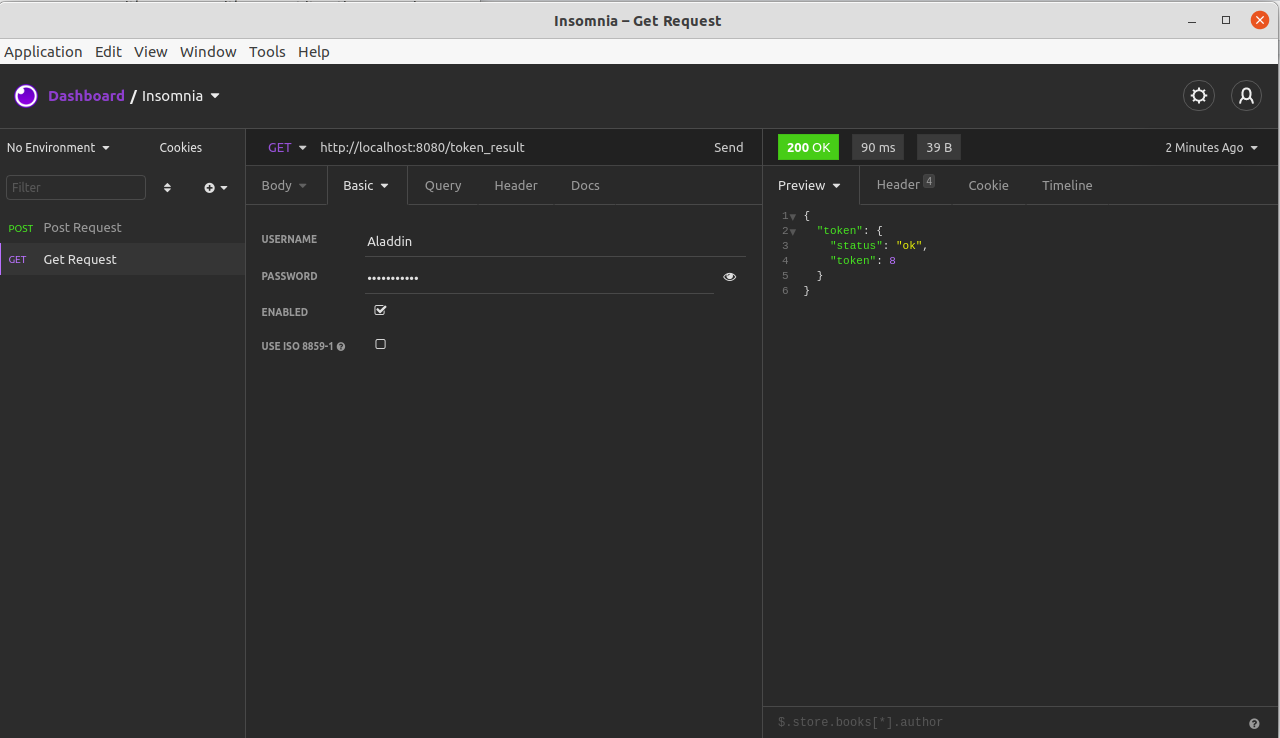 Insomnia – Get Request
Application Edit View Window Tools Help
Dashboard / Insomnia
No Environment Cookies
GET http://localhost:8080/token_result Send
200 OK 90 ms 39 B 2 Minutes Ago
Filter
Body Basic Query Header Docs
Preview Header 4 Cookie Timeline
POST Post Request
GET Get Request
USERNAME Aladdin
PASSWORD •••••••••••
ENABLED
USE ISO 8859-1
1 {
2 "token": {
3 "status": "ok",
4 "token": 8
5 }
6 }
$.store.books[*].author